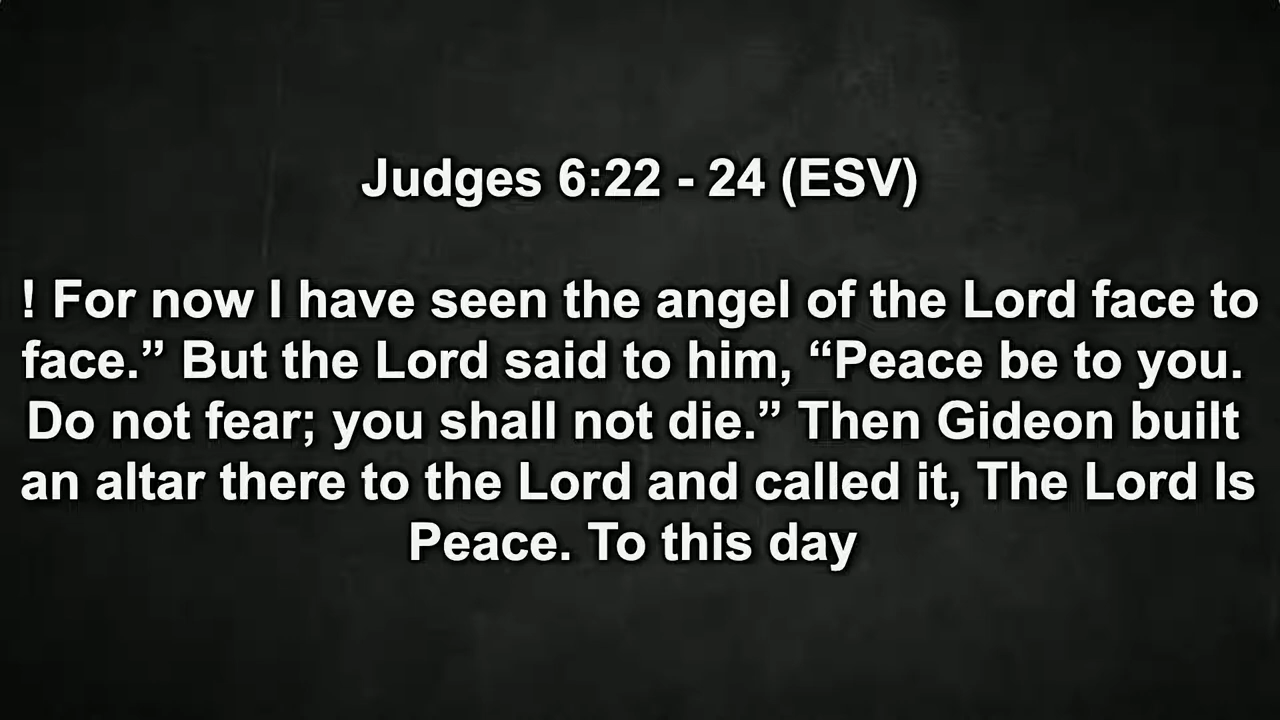 Judges 6:22 - 24 (ESV)
! For now I have seen the angel of the Lord face to
face.” But the Lord said to him, “Peace be to you.
Do not fear; you shall not die.” Then Gideon built
an altar there to the Lord and called it, The Lord Is
Peace. To this day